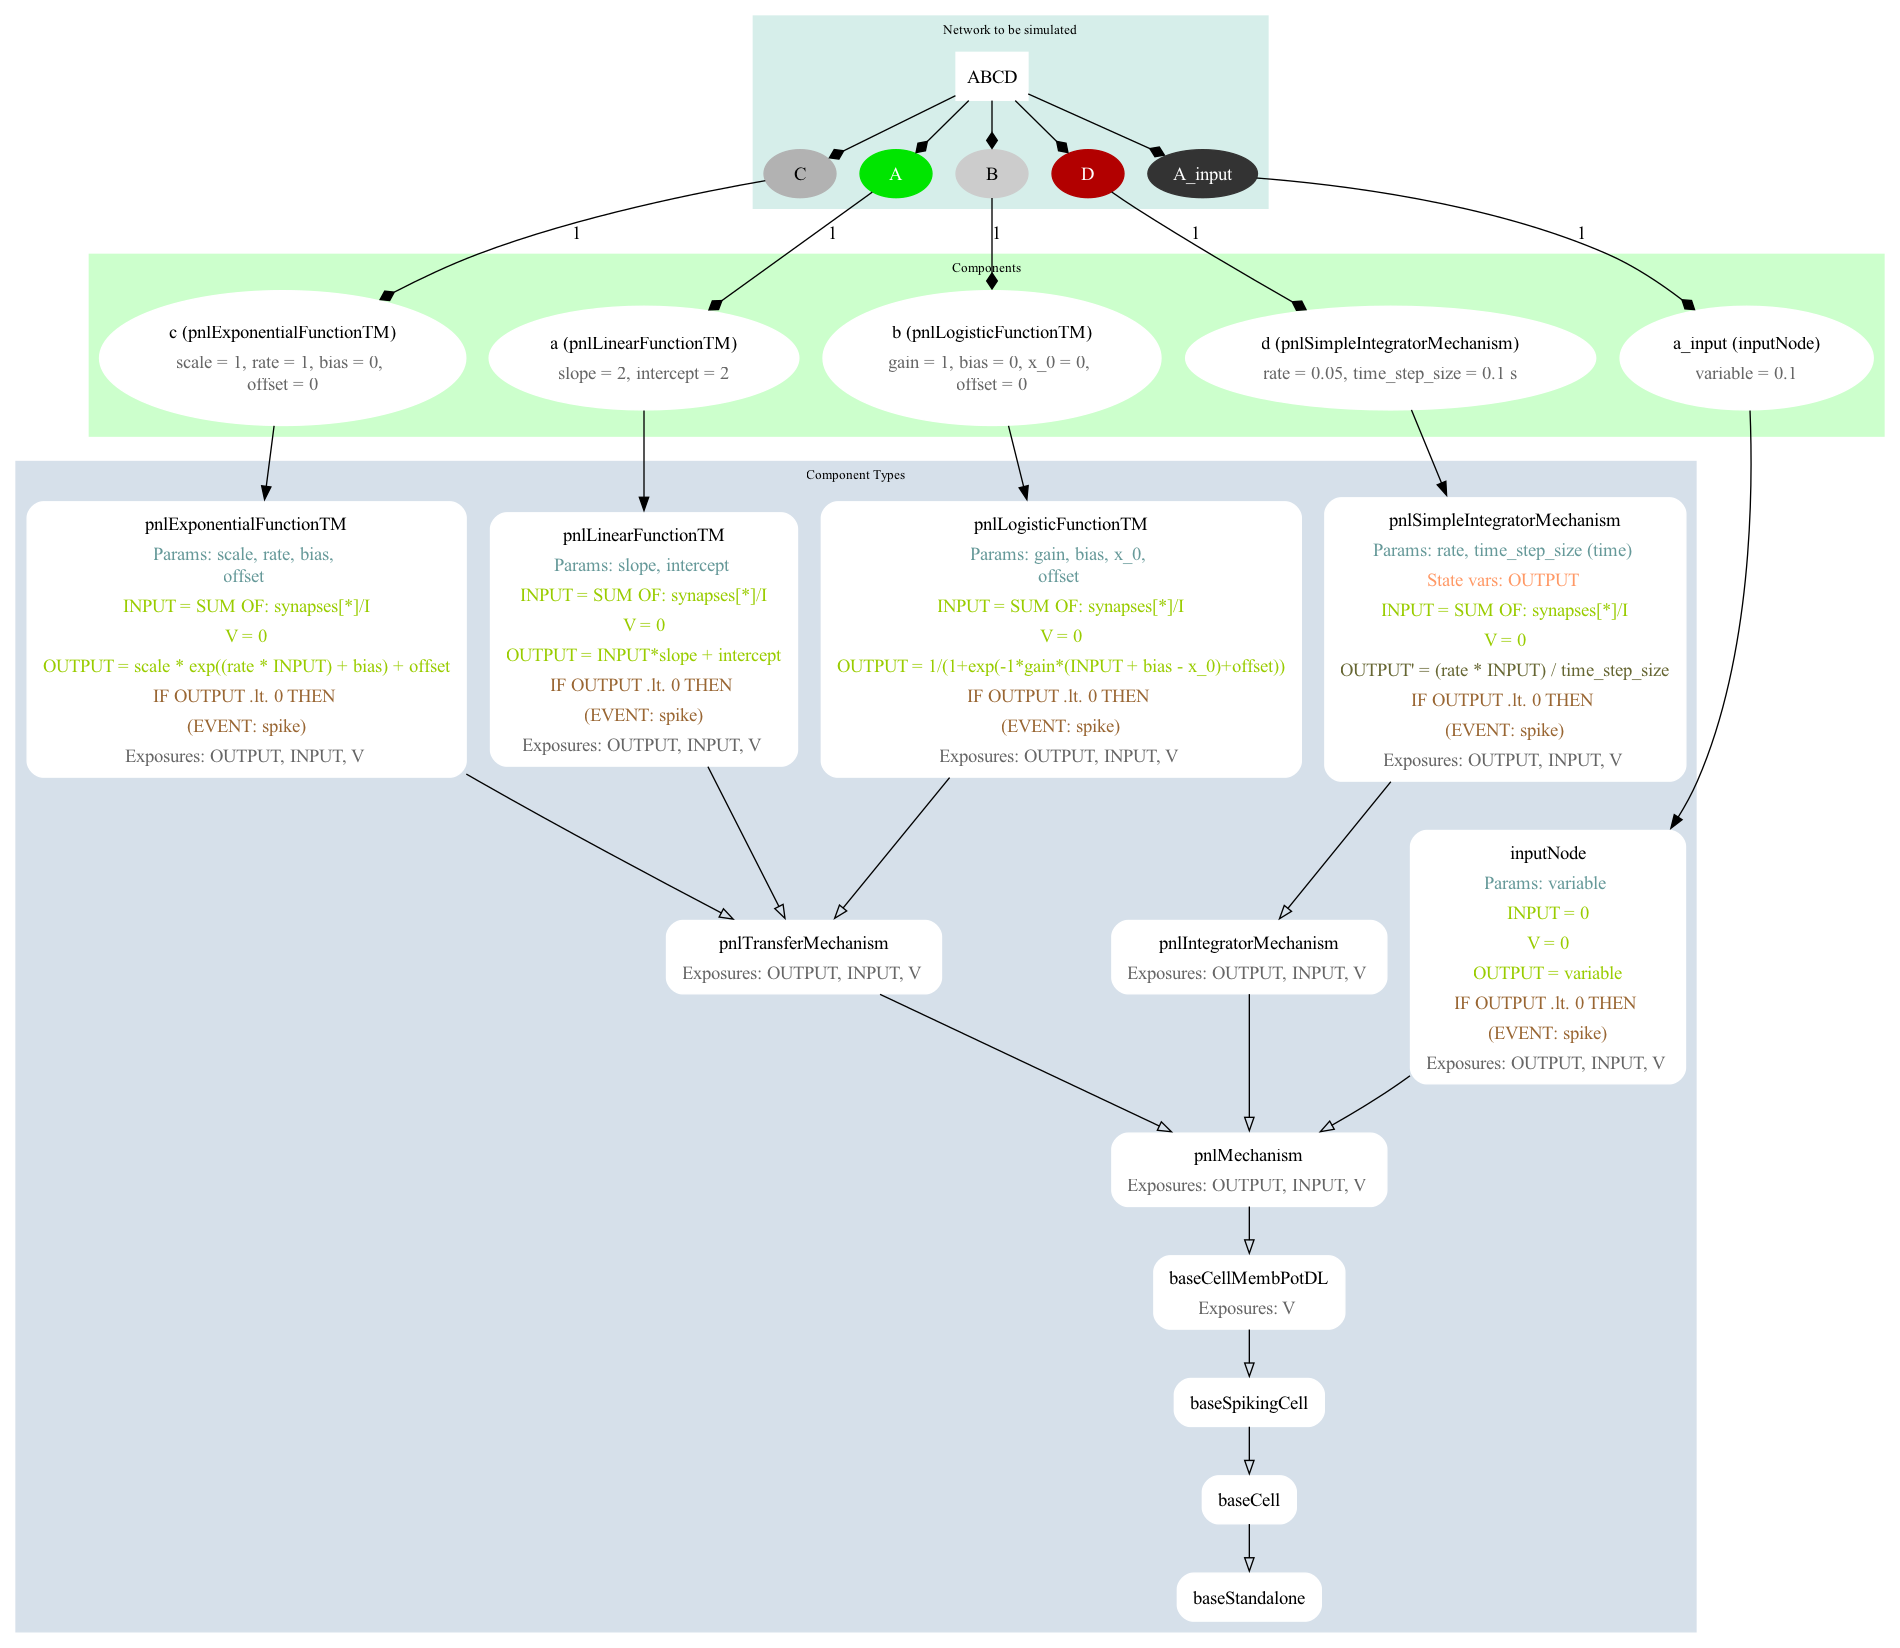 Network to be simulated
ABCD
C
A
B
D
A_input
1
1
1
1
1
Components
c (pnlExponentialFunctionTM)
scale = 1, rate = 1, bias = 0,
offset = 0
a (pnlLinearFunctionTM)
slope = 2, intercept = 2
b (pnlLogisticFunctionTM)
gain = 1, bias = 0, x_0 = 0,
offset = 0
d (pnlSimpleIntegratorMechanism)
rate = 0.05, time_step_size = 0.1 s
a_input (inputNode)
variable = 0.1
Component Types
pnlExponentialFunctionTM
Params: scale, rate, bias,
offset
INPUT = SUM OF: synapses[*]/I
V = 0
OUTPUT = scale * exp((rate * INPUT) + bias) + offset
IF OUTPUT .lt. 0 THEN
(EVENT: spike)
Exposures: OUTPUT, INPUT, V
pnlLinearFunctionTM
Params: slope, intercept
INPUT = SUM OF: synapses[*]/I
V = 0
OUTPUT = INPUT*slope + intercept
IF OUTPUT .lt. 0 THEN
(EVENT: spike)
Exposures: OUTPUT, INPUT, V
pnlLogisticFunctionTM
Params: gain, bias, x_0,
offset
INPUT = SUM OF: synapses[*]/I
V = 0
OUTPUT = 1/(1+exp(-1*gain*(INPUT + bias - x_0)+offset))
IF OUTPUT .lt. 0 THEN
(EVENT: spike)
Exposures: OUTPUT, INPUT, V
pnlSimpleIntegratorMechanism
Params: rate, time_step_size (time)
State vars: OUTPUT
INPUT = SUM OF: synapses[*]/I
V = 0
OUTPUT' = (rate * INPUT) / time_step_size
IF OUTPUT .lt. 0 THEN
(EVENT: spike)
Exposures: OUTPUT, INPUT, V
inputNode
Params: variable
INPUT = 0
V = 0
OUTPUT = variable
IF OUTPUT .lt. 0 THEN
(EVENT: spike)
Exposures: OUTPUT, INPUT, V
pnlTransferMechanism
Exposures: OUTPUT, INPUT, V
pnlIntegratorMechanism
Exposures: OUTPUT, INPUT, V
pnlMechanism
Exposures: OUTPUT, INPUT, V
baseCellMembPotDL
Exposures: V
baseSpikingCell
baseCell
baseStandalone